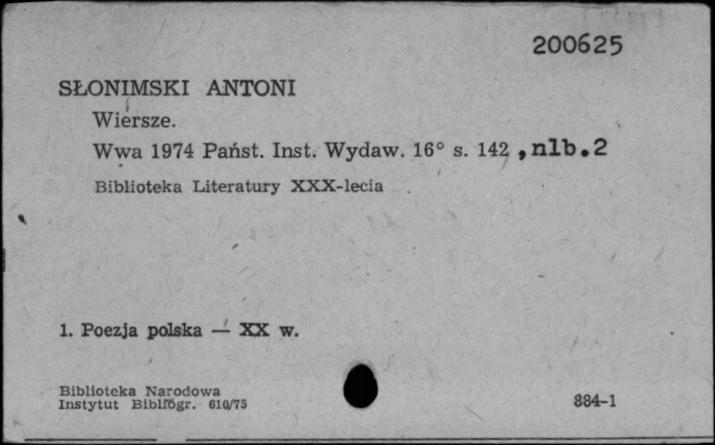 200625
SŁONIMSKI ANTONI
Wiersze.
Wwa 1974 Państ. Inst. Wydaw. 16° s. 142 , nlb.2
Biblioteka Literatury XXX-lecia
1. Poezja polska — XX w.
Biblioteka Narodowa
Instytut Bibliogr. 610/75
884-1